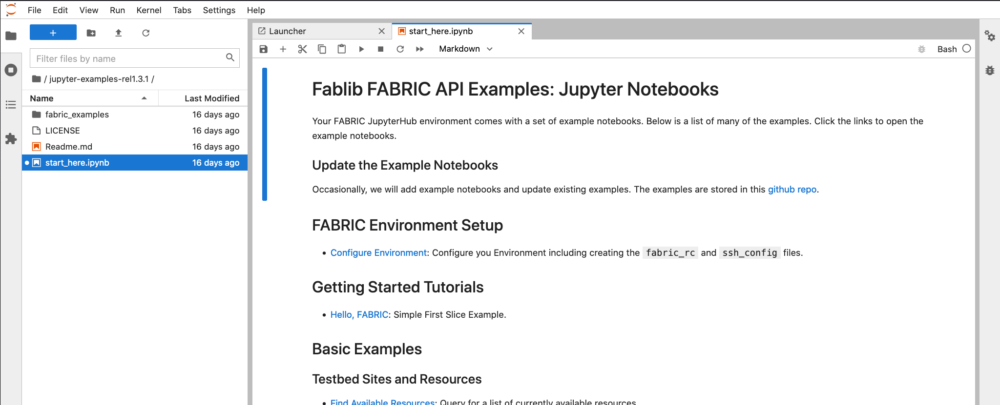 File Edit View Run Kernel Tabs Settings Help
Filter files by name
/ jupyter-examples-rel1.3.1 /
Name Last Modified
fabric_examples 16 days ago
LICENSE 16 days ago
Readme.md 16 days ago
start_here.ipynb 16 days ago
Launcher start_here.ipynb
Markdown Bash
Fablib FABRIC API Examples: Jupyter Notebooks
Your FABRIC JupyterHub environment comes with a set of example notebooks. Below is a list of many of the examples. Click the links to open the
example notebooks.
Update the Example Notebooks
Occasionally, we will add example notebooks and update existing examples. The examples are stored in this github repo.
FABRIC Environment Setup
• Configure Environment: Configure you Environment including creating the fabric_rc and ssh_config files.
Getting Started Tutorials
• Hello, FABRIC: Simple First Slice Example.
Basic Examples
Testbed Sites and Resources
• Find Available Resources: Query for a list of currently available resources